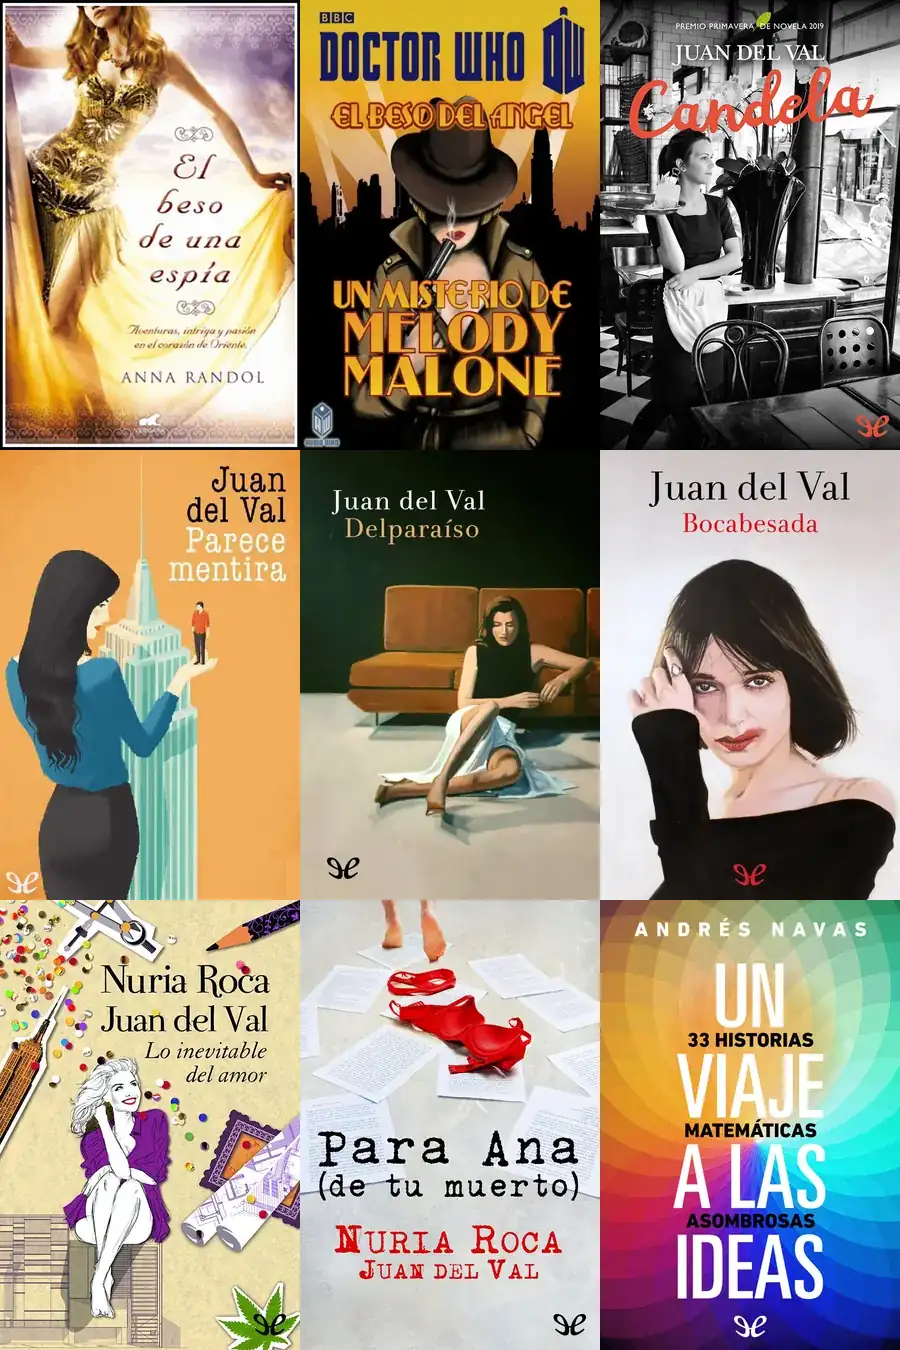 El
beso
de una
espía
Aventuras, intriga y pasión
en el corazón de Oriente.
ANNA RANDOL
BBC
DOCTOR WHO
DW
EL BESO DEL ANGEL
UN MISTERIO DE
MELODY
MALONE
AUDIO WHO
PREMIO PRIMAVERA DE NOVELA 2019
JUAN DEL VAL
Candela
Juan
del Val
Parece
mentira
Juan del Val
Delparaíso
Juan del Val
Bocabesada
Nuria Roca
Juan del Val
Lo inevitable
del amor
Para Ana
(de tu muerto)
NURIA ROCA
JUAN DEL VAL
ANDRÉS NAVAS
UN
33 HISTORIAS
VIAJE
MATEMÁTICAS
A LAS
ASOMBROSAS
IDEAS